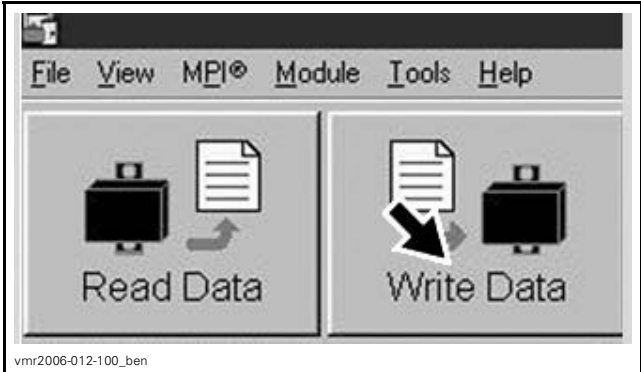 File View MPI® Module Tools Help
Read Data Write Data
vmr2006-012-100_ben